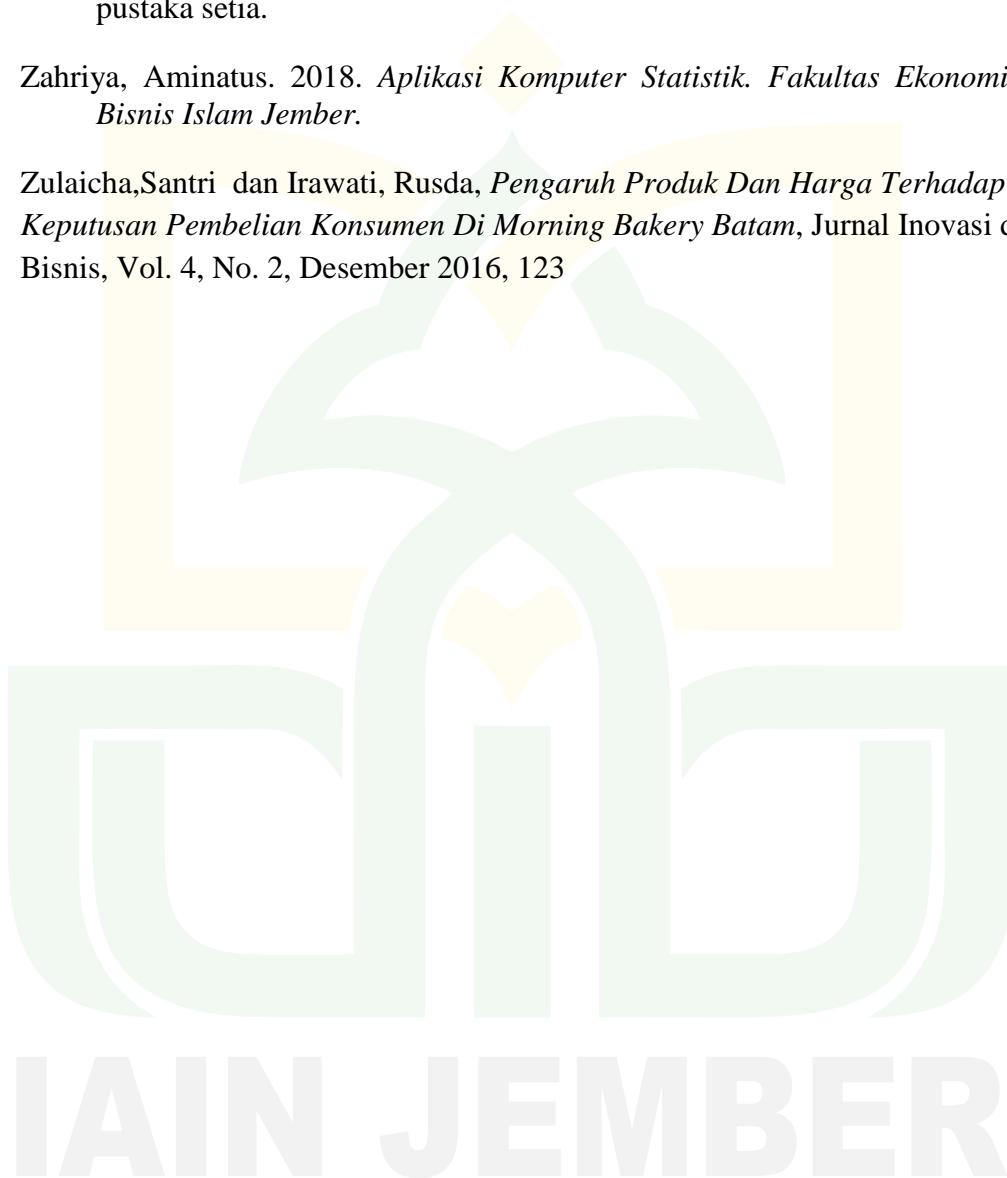 pustaka setia.
Zahriya, Aminatus. 2018. Aplikasi Komputer Statistik. Fakultas Ekonomi
Bisnis Islam Jember.
Zulaicha,Santri dan Irawati, Rusda, Pengaruh Produk Dan Harga Terhadap
Keputusan Pembelian Konsumen Di Morning Bakery Batam, Jurnal Inovasi
Bisnis, Vol. 4, No. 2, Desember 2016, 123
IAIN JEMBER